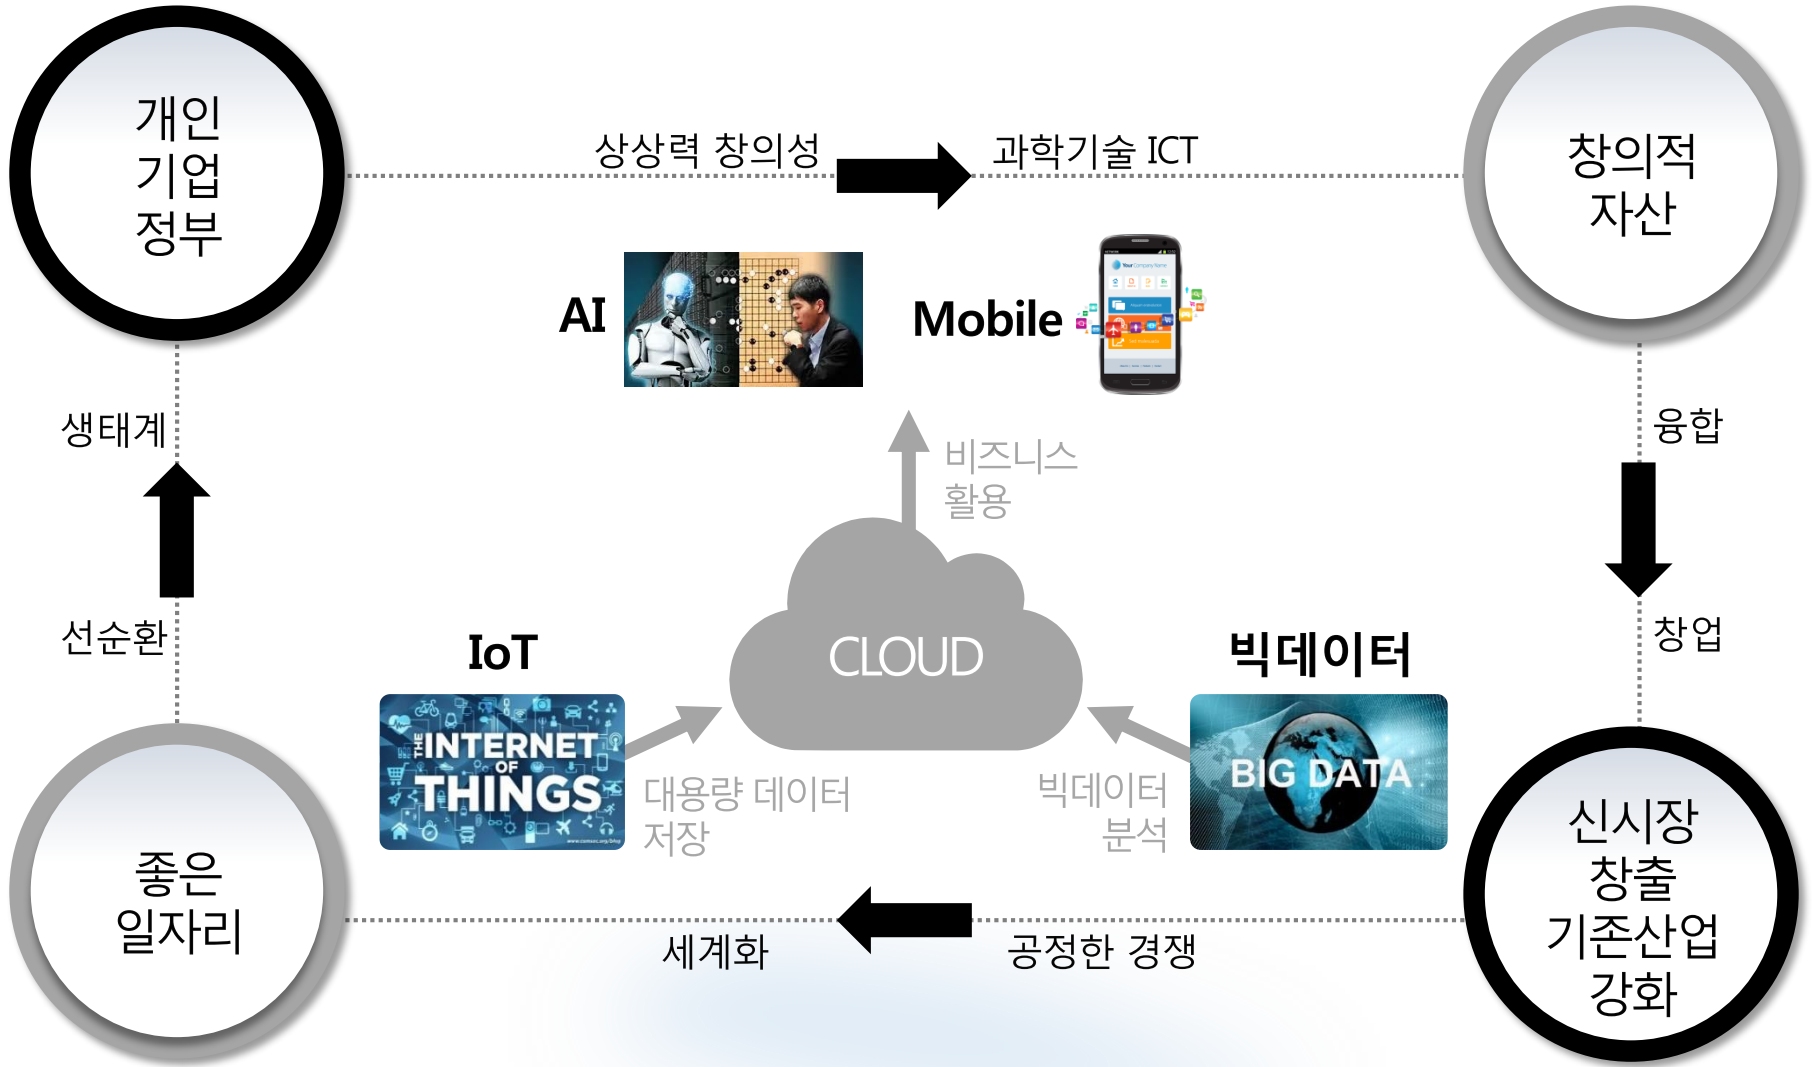 개인
기업
정부
상상력 창의성
과학기술 ICT
창의적
자산
AI
Mobile
Your Company Name
생태계
융합
비즈니스
활용
선순환
창업
IoT
CLOUD
빅데이터
THE INTERNET
OF
THINGS
BIG DATA
대용량 데이터
저장
빅데이터
분석
좋은
일자리
신시장
창출
기존산업
강화
세계화
공정한 경쟁